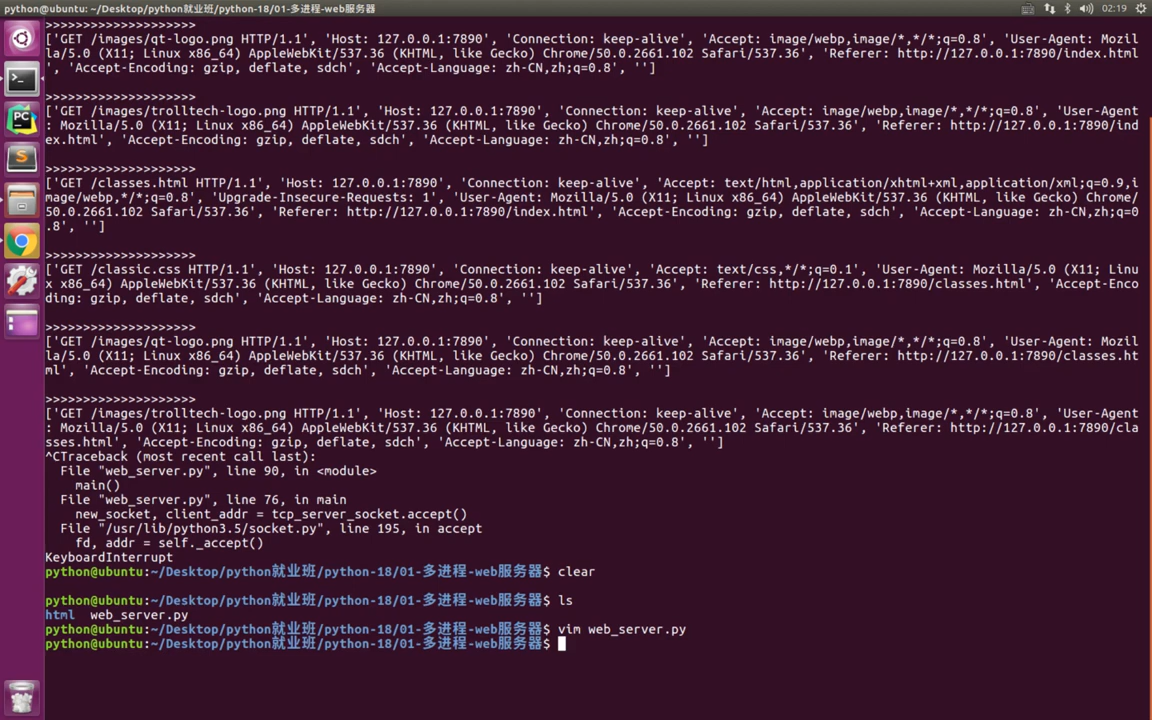 python@ubuntu: ~/Desktop/python就业班/python-18/01-多进程-web服务器
02:19
>>>>>>>>>>>>>>>>>>>>
['GET /images/qt-logo.png HTTP/1.1', 'Host: 127.0.0.1:7890', 'Connection: keep-alive', 'Accept: image/webp,image/*,*/*;q=0.8', 'User-Agent: Mozil
la/5.0 (X11; Linux x86_64) AppleWebKit/537.36 (KHTML, like Gecko) Chrome/50.0.2661.102 Safari/537.36', 'Referer: http://127.0.0.1:7890/index.html
', 'Accept-Encoding: gzip, deflate, sdch', 'Accept-Language: zh-CN,zh;q=0.8', '']
>>>>>>>>>>>>>>>>>>>>
['GET /images/trolltech-logo.png HTTP/1.1', 'Host: 127.0.0.1:7890', 'Connection: keep-alive', 'Accept: image/webp,image/*,*/*;q=0.8', 'User-Agent
: Mozilla/5.0 (X11; Linux x86_64) AppleWebKit/537.36 (KHTML, like Gecko) Chrome/50.0.2661.102 Safari/537.36', 'Referer: http://127.0.0.1:7890/ind
ex.html', 'Accept-Encoding: gzip, deflate, sdch', 'Accept-Language: zh-CN,zh;q=0.8', '']
>>>>>>>>>>>>>>>>>>>>
['GET /classes.html HTTP/1.1', 'Host: 127.0.0.1:7890', 'Connection: keep-alive', 'Accept: text/html,application/xhtml+xml,application/xml;q=0.9,i
mage/webp,*/*;q=0.8', 'Upgrade-Insecure-Requests: 1', 'User-Agent: Mozilla/5.0 (X11; Linux x86_64) AppleWebKit/537.36 (KHTML, like Gecko) Chrome/
50.0.2661.102 Safari/537.36', 'Referer: http://127.0.0.1:7890/index.html', 'Accept-Encoding: gzip, deflate, sdch', 'Accept-Language: zh-CN,zh;q=0
.8', '']
>>>>>>>>>>>>>>>>>>>>
['GET /classic.css HTTP/1.1', 'Host: 127.0.0.1:7890', 'Connection: keep-alive', 'Accept: text/css,*/*;q=0.1', 'User-Agent: Mozilla/5.0 (X11; Linu
x x86_64) AppleWebKit/537.36 (KHTML, like Gecko) Chrome/50.0.2661.102 Safari/537.36', 'Referer: http://127.0.0.1:7890/classes.html', 'Accept-Enco
ding: gzip, deflate, sdch', 'Accept-Language: zh-CN,zh;q=0.8', '']
>>>>>>>>>>>>>>>>>>>>
['GET /images/qt-logo.png HTTP/1.1', 'Host: 127.0.0.1:7890', 'Connection: keep-alive', 'Accept: image/webp,image/*,*/*;q=0.8', 'User-Agent: Mozil
la/5.0 (X11; Linux x86_64) AppleWebKit/537.36 (KHTML, like Gecko) Chrome/50.0.2661.102 Safari/537.36', 'Referer: http://127.0.0.1:7890/classes.ht
ml', 'Accept-Encoding: gzip, deflate, sdch', 'Accept-Language: zh-CN,zh;q=0.8', '']
>>>>>>>>>>>>>>>>>>>>
['GET /images/trolltech-logo.png HTTP/1.1', 'Host: 127.0.0.1:7890', 'Connection: keep-alive', 'Accept: image/webp,image/*,*/*;q=0.8', 'User-Agent
: Mozilla/5.0 (X11; Linux x86_64) AppleWebKit/537.36 (KHTML, like Gecko) Chrome/50.0.2661.102 Safari/537.36', 'Referer: http://127.0.0.1:7890/cla
sses.html', 'Accept-Encoding: gzip, deflate, sdch', 'Accept-Language: zh-CN,zh;q=0.8', '']
^CTraceback (most recent call last):
  File "web_server.py", line 90, in <module>
    main()
  File "web_server.py", line 76, in main
    new_socket, client_addr = tcp_server_socket.accept()
  File "/usr/lib/python3.5/socket.py", line 195, in accept
    fd, addr = self._accept()
KeyboardInterrupt
python@ubuntu:~/Desktop/python就业班/python-18/01-多进程-web服务器$ clear
python@ubuntu:~/Desktop/python就业班/python-18/01-多进程-web服务器$ ls
html  web_server.py
python@ubuntu:~/Desktop/python就业班/python-18/01-多进程-web服务器$ vim web_server.py
python@ubuntu:~/Desktop/python就业班/python-18/01-多进程-web服务器$